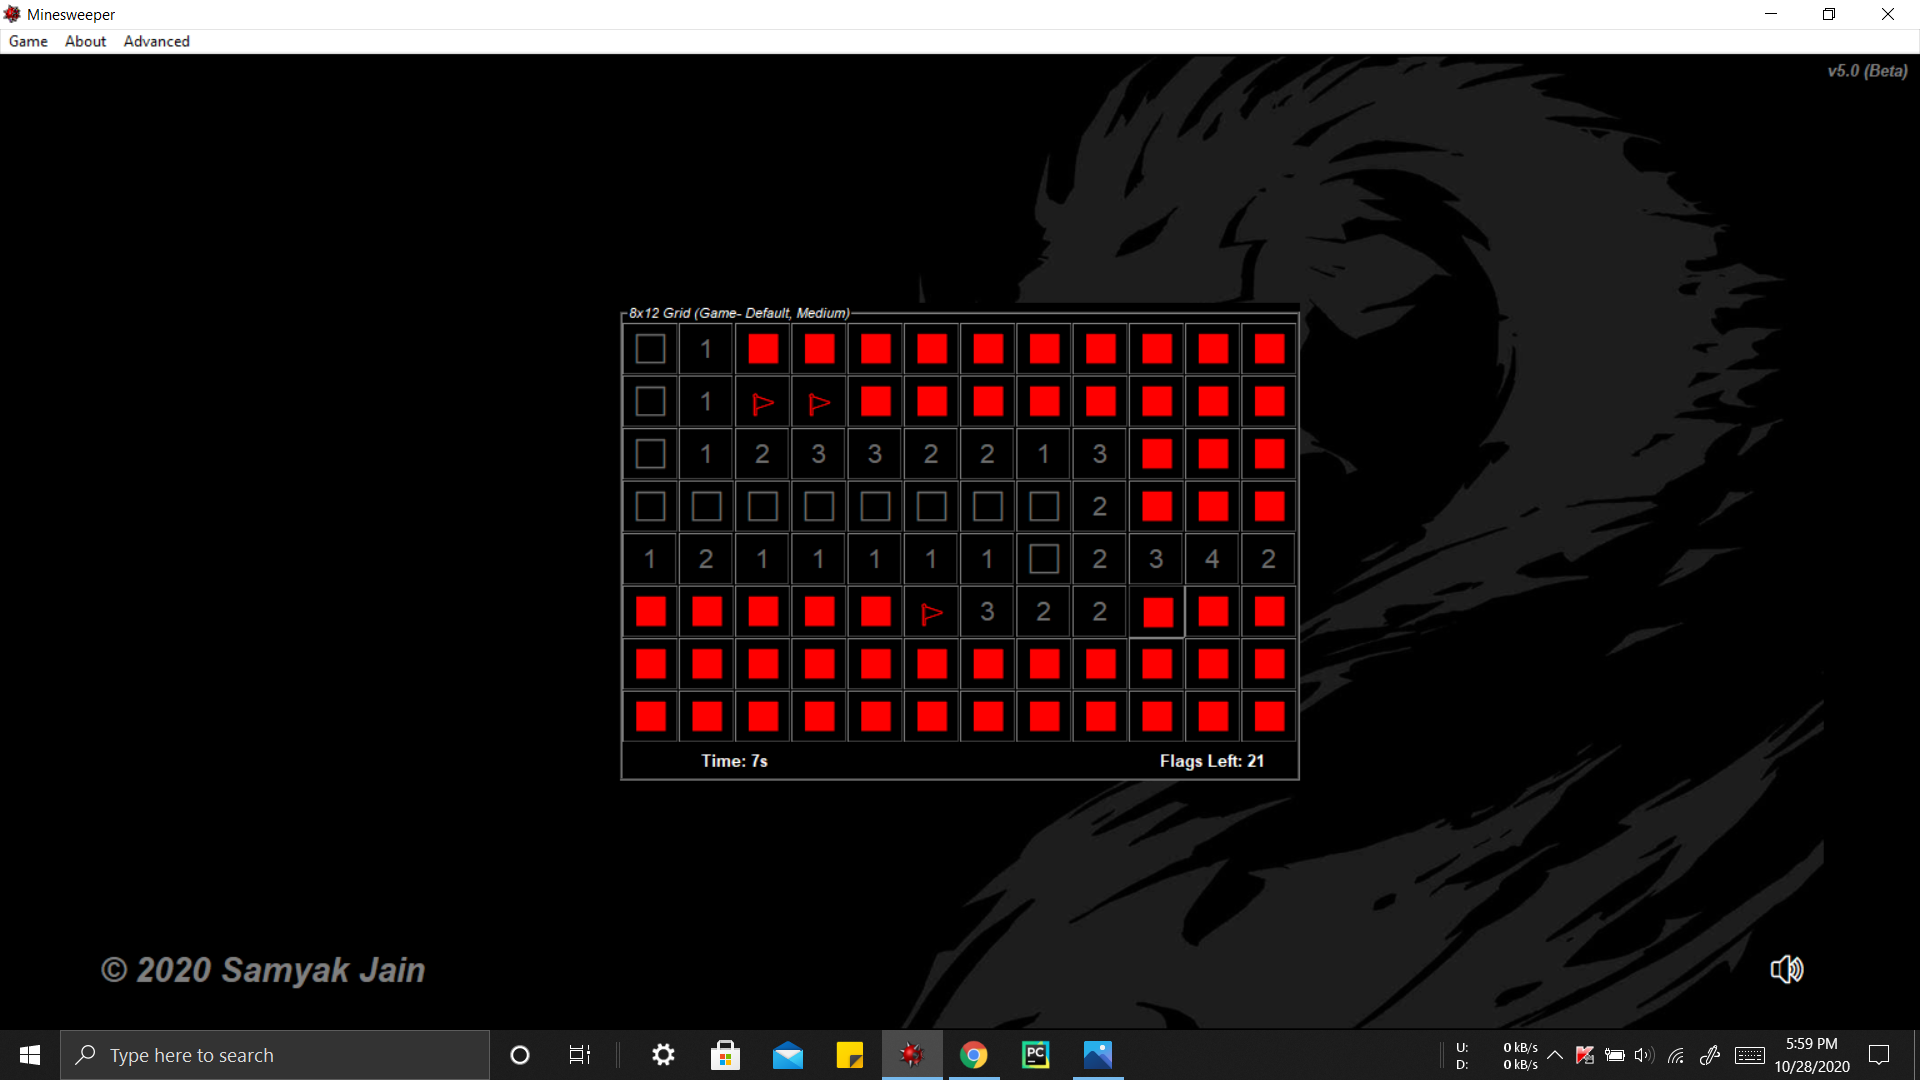 Minesweeper
Game About Advanced
v5.0 (Beta)
8x12 Grid (Game- Default, Medium)
1
1
1 2 3 3 2 2 1 3
2
1 2 1 1 1 1 1 2 3 4 2
3 2 2
Time: 7s Flags Left: 21
© 2020 Samyak Jain
Type here to search
PC
U: 0 kB/s
D: 0 kB/s
5:59 PM
10/28/2020